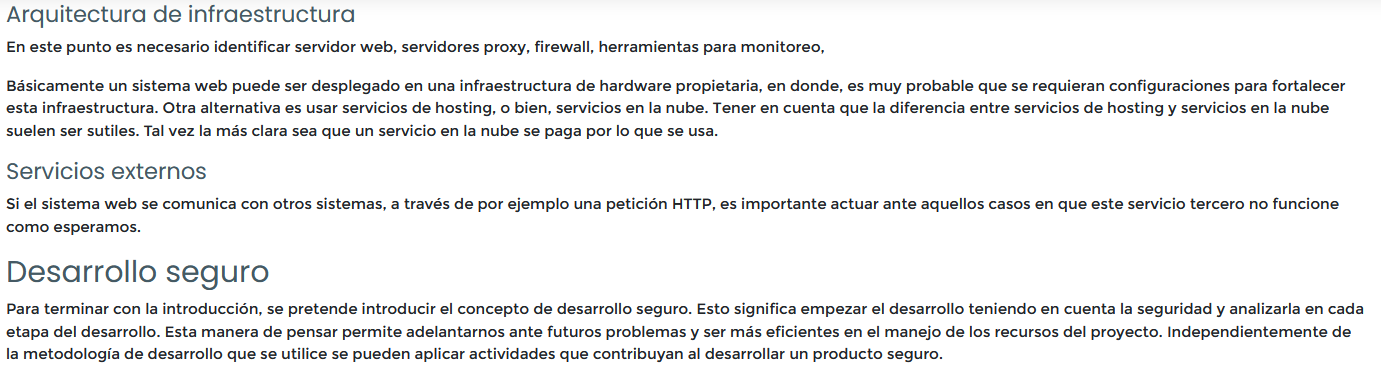 Arquitectura de infraestructura
En este punto es necesario identificar servidor web, servidores proxy, firewall, herramientas para monitoreo,
Básicamente un sistema web puede ser desplegado en una infraestructura de hardware propietaria, en donde, es muy probable que se requieran configuraciones para fortalecer
esta infraestructura. Otra alternativa es usar servicios de hosting, o bien, servicios en la nube. Tener en cuenta que la diferencia entre servicios de hosting y servicios en la nube
suelen ser sutiles. Tal vez la más clara sea que un servicio en la nube se paga por lo que se usa.
Servicios externos
Si el sistema web se comunica con otros sistemas, a través de por ejemplo una petición HTTP, es importante actuar ante aquellos casos en que este servicio tercero no funcione
como esperamos.
Desarrollo seguro
Para terminar con la introducción, se pretende introducir el concepto de desarrollo seguro. Esto significa empezar el desarrollo teniendo en cuenta la seguridad y analizarla en cada
etapa del desarrollo. Esta manera de pensar permite adelantarnos ante futuros problemas y ser más eficientes en el manejo de los recursos del proyecto. Independientemente de
la metodología de desarrollo que se utilice se pueden aplicar actividades que contribuyan al desarrollar un producto seguro.